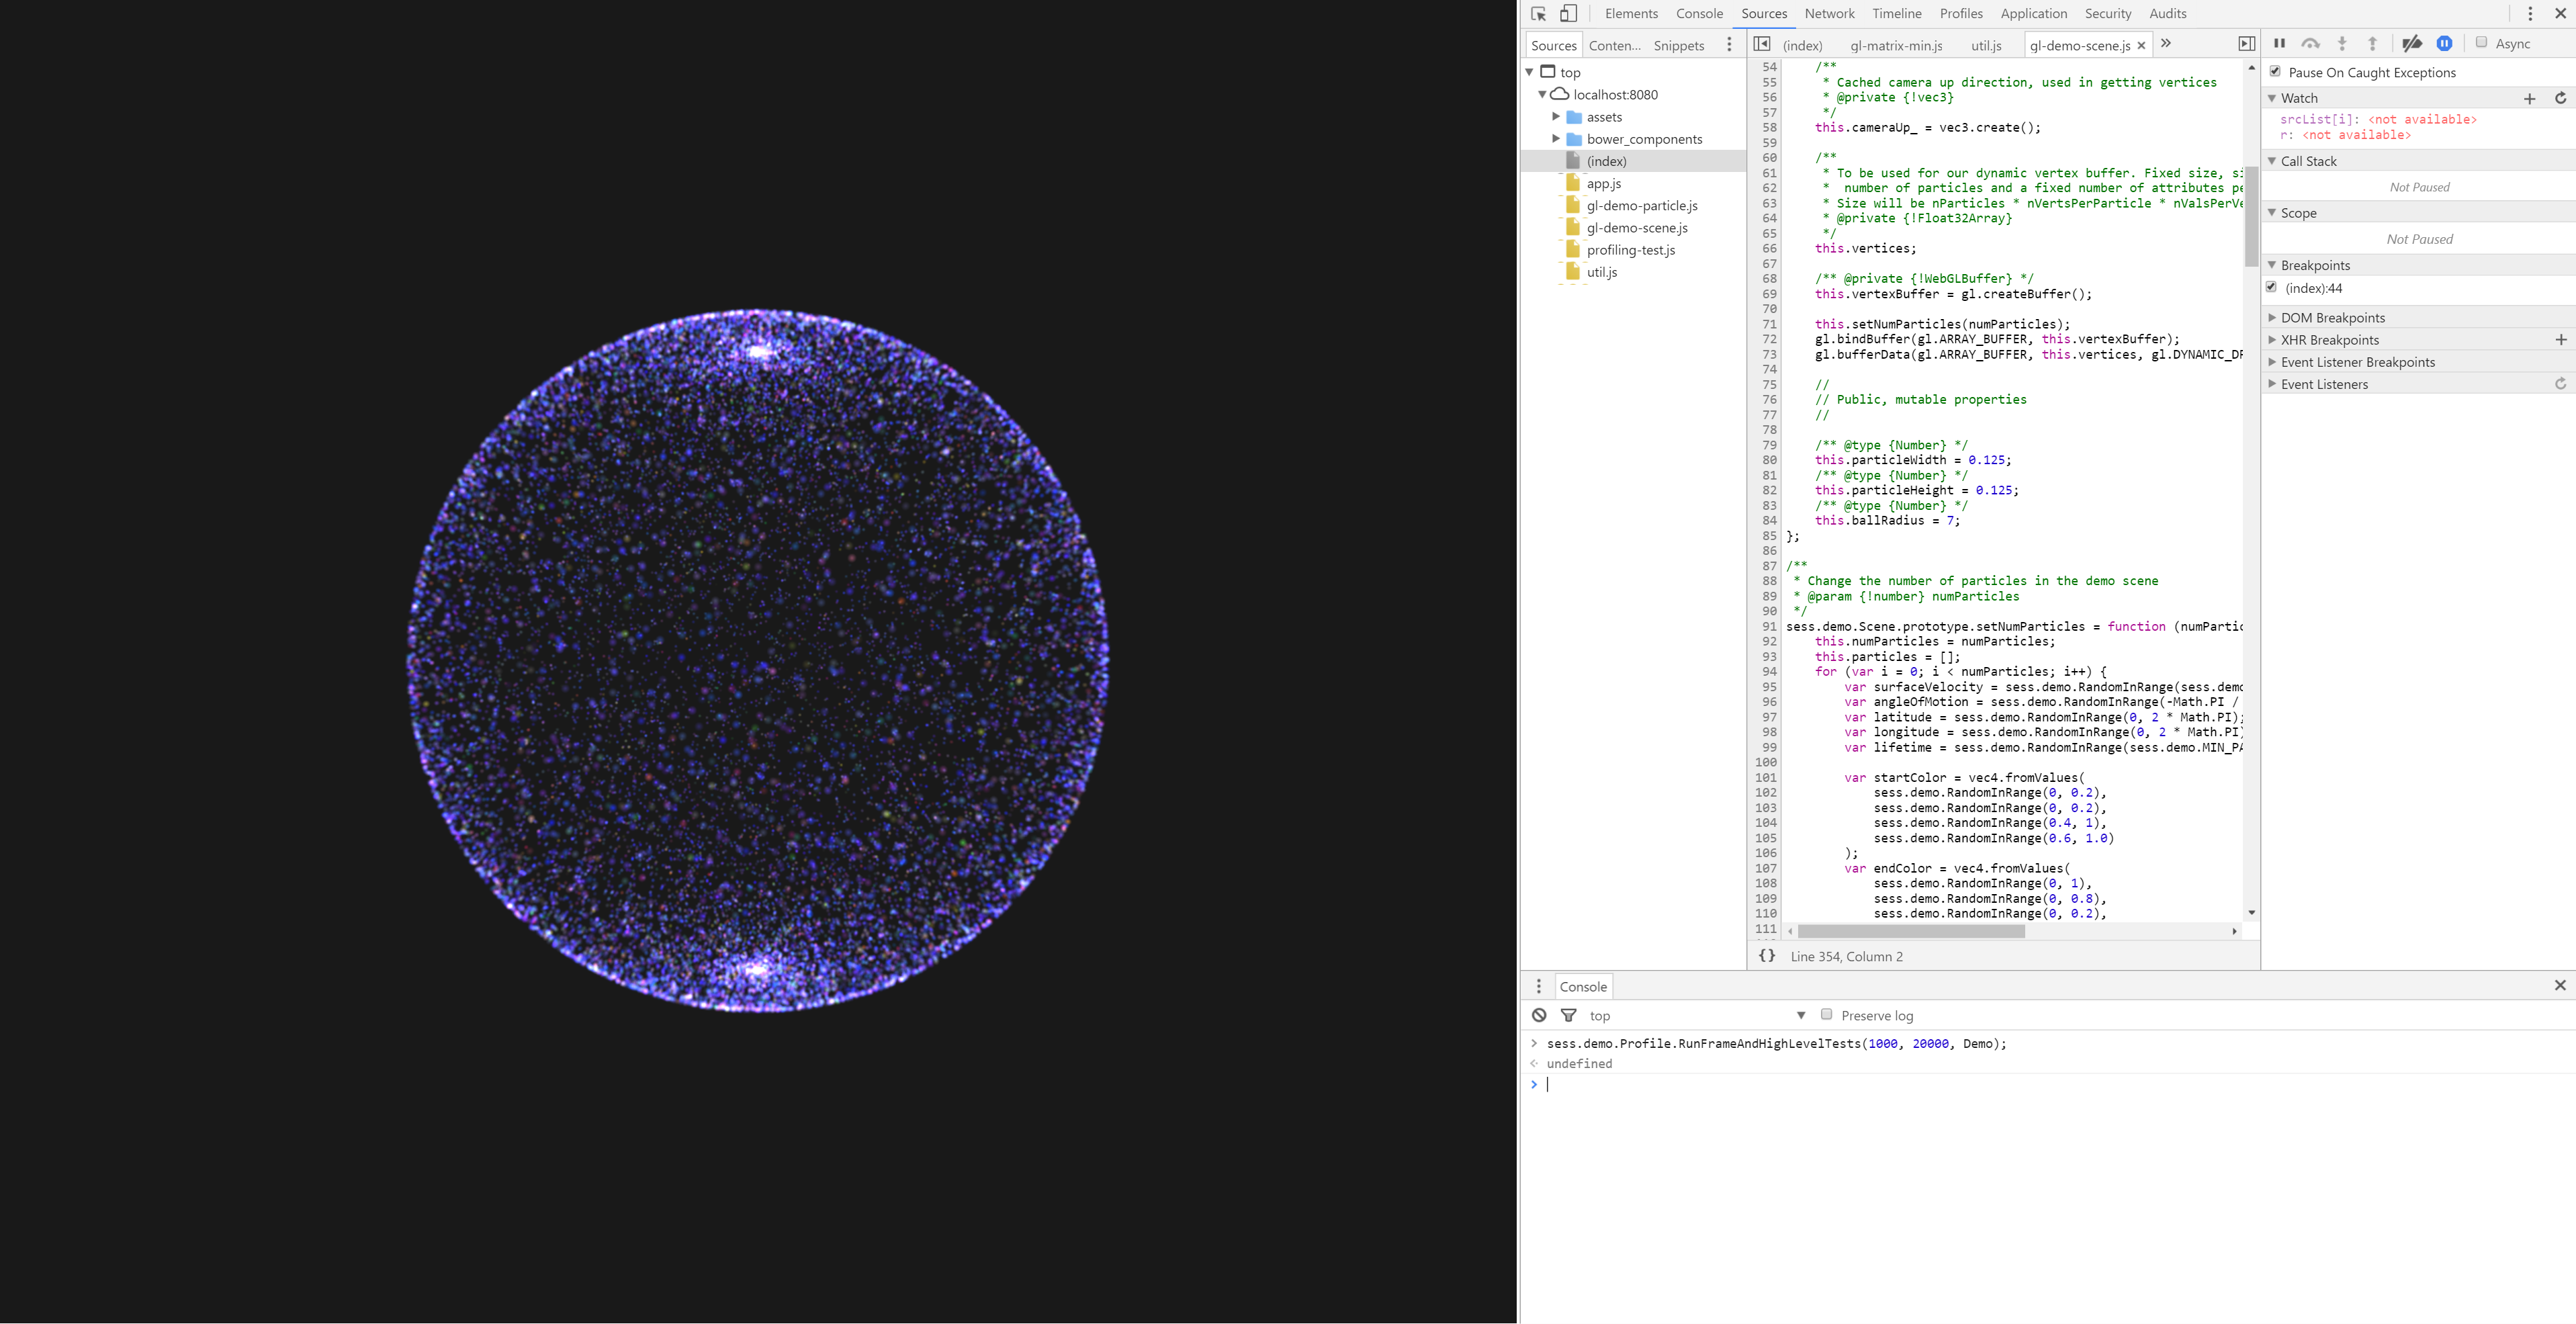 Elements Console Sources Network Timeline Profiles Application Security Audits
Sources Conten... Snippets
(index) gl-matrix-min.js util.js gl-demo-scene.js
Async
top
localhost:8080
assets
bower_components
(index)
app.js
gl-demo-particle.js
gl-demo-scene.js
profiling-test.js
util.js
54 /**
55 * Cached camera up direction, used in getting vertices
56 * @private {!vec3}
57 */
58 this.cameraUp_ = vec3.create();
59
60 /**
61 * To be used for our dynamic vertex buffer. Fixed size, si
62 * number of particles and a fixed number of attributes pe
63 * Size will be nParticles * nVertsPerParticle * nValsPerVe
64 * @private {!Float32Array}
65 */
66 this.vertices;
67
68 /** @private {!WebGLBuffer} */
69 this.vertexBuffer = gl.createBuffer();
70
71 this.setNumParticles(numParticles);
72 gl.bindBuffer(gl.ARRAY_BUFFER, this.vertexBuffer);
73 gl.bufferData(gl.ARRAY_BUFFER, this.vertices, gl.DYNAMIC_DR
74
75 //
76 // Public, mutable properties
77 //
78
79 /** @type {Number} */
80 this.particleWidth = 0.125;
81 /** @type {Number} */
82 this.particleHeight = 0.125;
83 /** @type {Number} */
84 this.ballRadius = 7;
85 };
86
87 /**
88 * Change the number of particles in the demo scene
89 * @param {!number} numParticles
90 */
91 sess.demo.Scene.prototype.setNumParticles = function (numPartic
92 this.numParticles = numParticles;
93 this.particles = [];
94 for (var i = 0; i < numParticles; i++) {
95 var surfaceVelocity = sess.demo.RandomInRange(sess.demo
96 var angleOfMotion = sess.demo.RandomInRange(-Math.PI /
97 var latitude = sess.demo.RandomInRange(0, 2 * Math.PI);
98 var longitude = sess.demo.RandomInRange(0, 2 * Math.PI)
99 var lifetime = sess.demo.RandomInRange(sess.demo.MIN_PA
100
101 var startColor = vec4.fromValues(
102 sess.demo.RandomInRange(0, 0.2),
103 sess.demo.RandomInRange(0, 0.2),
104 sess.demo.RandomInRange(0.4, 1),
105 sess.demo.RandomInRange(0.6, 1.0)
106 );
107 var endColor = vec4.fromValues(
108 sess.demo.RandomInRange(0, 1),
109 sess.demo.RandomInRange(0, 0.8),
110 sess.demo.RandomInRange(0, 0.2),
111
{} Line 354, Column 2
Pause On Caught Exceptions
Watch
srcList[i]: <not available>
r: <not available>
Call Stack
Not Paused
Scope
Not Paused
Breakpoints
(index):44
DOM Breakpoints
XHR Breakpoints
Event Listener Breakpoints
Event Listeners
Console
top Preserve log
> sess.demo.Profile.RunFrameAndHighLevelTests(1000, 20000, Demo);
undefined
>